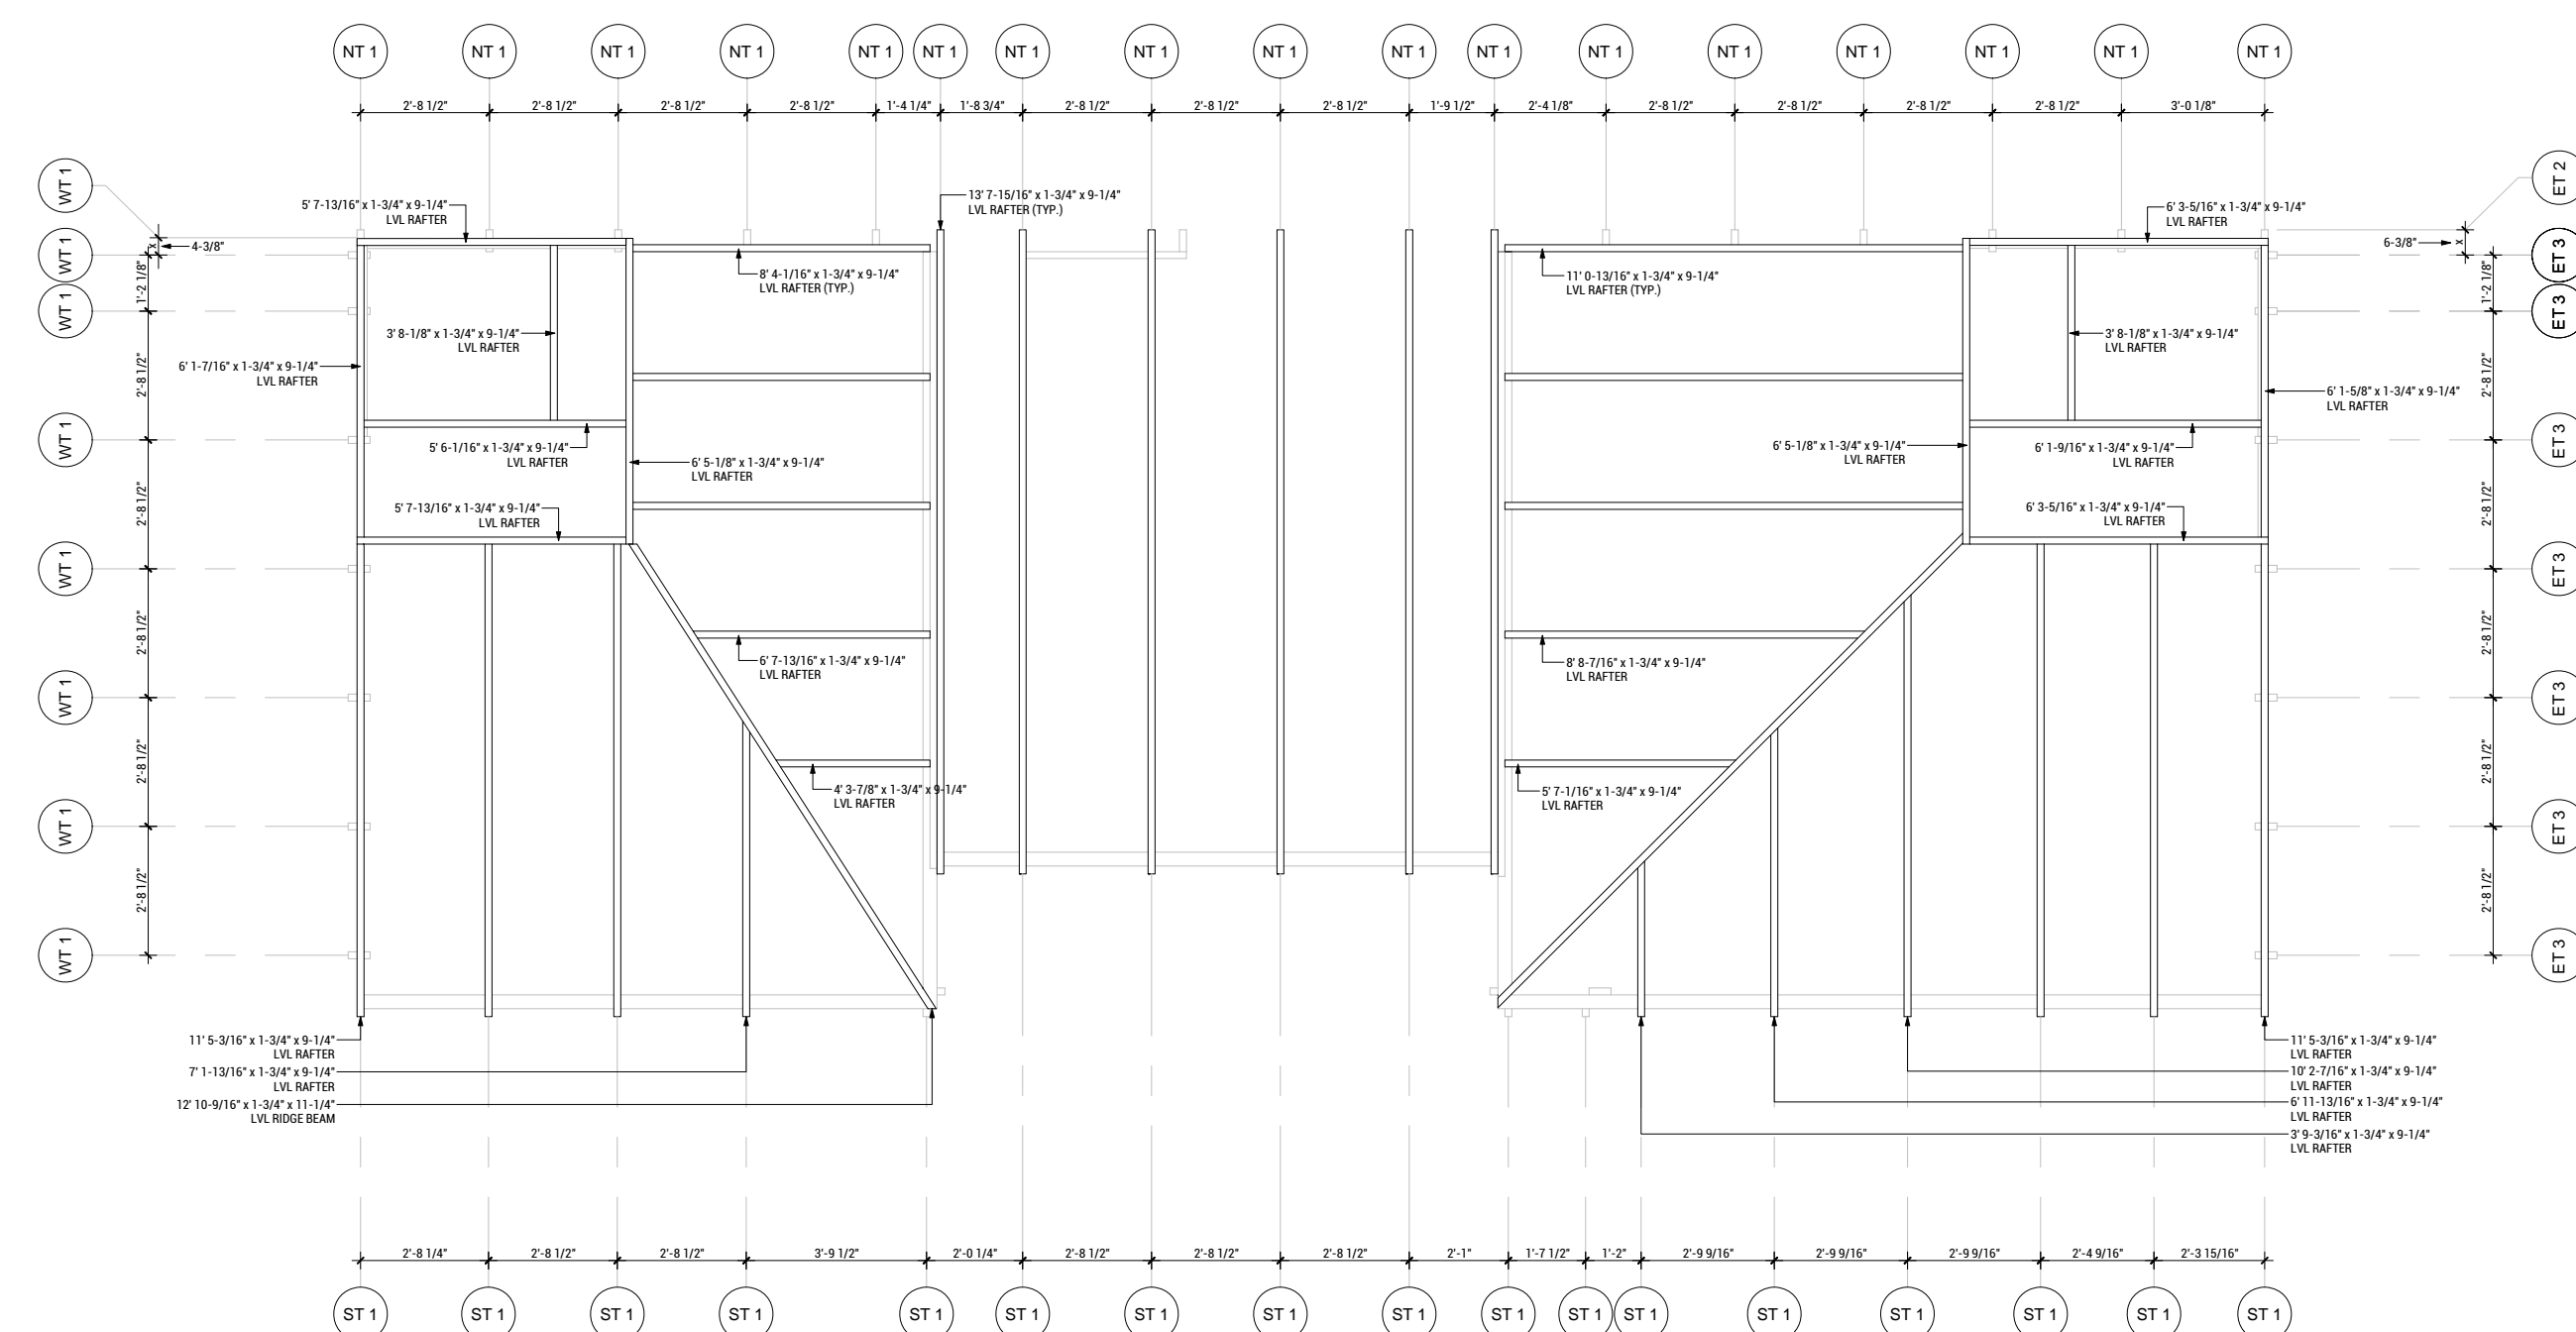 NT 1 NT 1 NT 1 NT 1 NT 1 NT 1 NT 1 NT 1 NT 1 NT 1 NT 1 NT 1 NT 1 NT 1 NT 1 NT 1 NT 1
2'-8 1/2" 2'-8 1/2" 2'-8 1/2" 2'-8 1/2" 1'-4 1/4" 1'-8 3/4" 2'-8 1/2" 2'-8 1/2" 2'-8 1/2" 1'-9 1/2" 2'-4 1/8" 2'-8 1/2" 2'-8 1/2" 2'-8 1/2" 2'-8 1/2" 3'-0 1/8"
WT 1
WT 1
WT 1
WT 1
WT 1
WT 1
WT 1
WT 1
x
4-3/8"
1'-2 1/8"
2'-8 1/2"
2'-8 1/2"
2'-8 1/2"
2'-8 1/2"
2'-8 1/2"
5' 7-13/16" x 1-3/4" x 9-1/4"
LVL RAFTER
3' 8-1/8" x 1-3/4" x 9-1/4"
LVL RAFTER
6' 1-7/16" x 1-3/4" x 9-1/4"
LVL RAFTER
5' 6-1/16" x 1-3/4" x 9-1/4"
LVL RAFTER
6' 5-1/8" x 1-3/4" x 9-1/4"
LVL RAFTER
5' 7-13/16" x 1-3/4" x 9-1/4"
LVL RAFTER
13' 7-15/16" x 1-3/4" x 9-1/4"
LVL RAFTER (TYP.)
8' 4-1/16" x 1-3/4" x 9-1/4"
LVL RAFTER (TYP.)
6' 7-13/16" x 1-3/4" x 9-1/4"
LVL RAFTER
4' 3-7/8" x 1-3/4" x 9-1/4"
LVL RAFTER
11' 0-13/16" x 1-3/4" x 9-1/4"
LVL RAFTER (TYP.)
8' 8-7/16" x 1-3/4" x 9-1/4"
LVL RAFTER
5' 7-1/16" x 1-3/4" x 9-1/4"
LVL RAFTER
6' 3-5/16" x 1-3/4" x 9-1/4"
LVL RAFTER
3' 8-1/8" x 1-3/4" x 9-1/4"
LVL RAFTER
6' 1-5/8" x 1-3/4" x 9-1/4"
LVL RAFTER
6' 5-1/8" x 1-3/4" x 9-1/4"
LVL RAFTER
6' 1-9/16" x 1-3/4" x 9-1/4"
LVL RAFTER
6' 3-5/16" x 1-3/4" x 9-1/4"
LVL RAFTER
6-3/8"
x
1'-2 1/8"
2'-8 1/2"
2'-8 1/2"
2'-8 1/2"
2'-8 1/2"
2'-8 1/2"
ET 2
ET 3
ET 3
ET 3
ET 3
ET 3
ET 3
ET 3
11' 5-3/16" x 1-3/4" x 9-1/4"
LVL RAFTER
7' 1-13/16" x 1-3/4" x 9-1/4"
LVL RAFTER
12' 10-9/16" x 1-3/4" x 11-1/4"
LVL RIDGE BEAM
11' 5-3/16" x 1-3/4" x 9-1/4"
LVL RAFTER
10' 2-7/16" x 1-3/4" x 9-1/4"
LVL RAFTER
6' 11-13/16" x 1-3/4" x 9-1/4"
LVL RAFTER
3' 9-3/16" x 1-3/4" x 9-1/4"
LVL RAFTER
2'-8 1/4" 2'-8 1/2" 2'-8 1/2" 3'-9 1/2" 2'-0 1/4" 2'-8 1/2" 2'-8 1/2" 2'-8 1/2" 2'-1" 1'-7 1/2" 1'-2" 2'-9 9/16" 2'-9 9/16" 2'-9 9/16" 2'-4 9/16" 2'-3 15/16"
ST 1 ST 1 ST 1 ST 1 ST 1 ST 1 ST 1 ST 1 ST 1 ST 1 ST 1 ST 1 ST 1 ST 1 ST 1 ST 1 ST 1